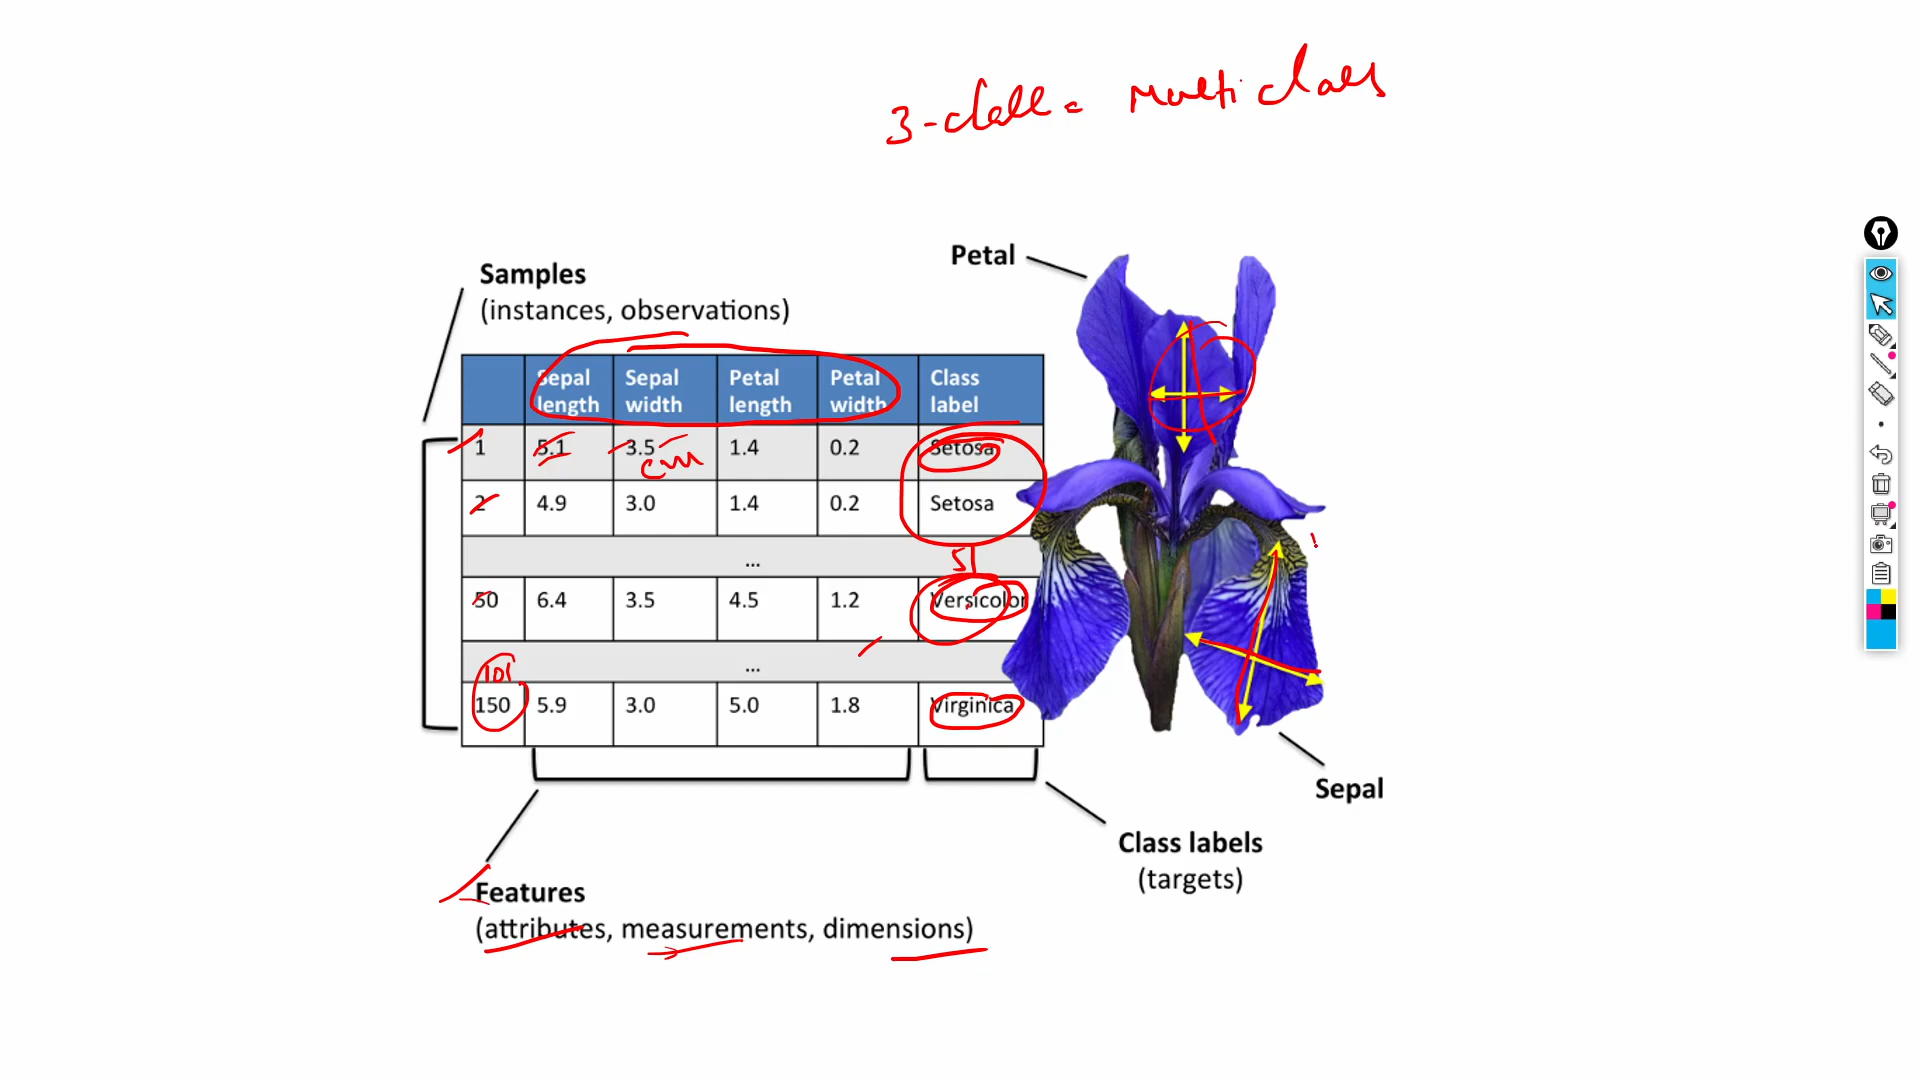 3-class = Multi class
Petal
Samples
(instances, observations)
Sepal length Sepal width Petal length Petal width Class label
1 5.1 3.5 1.4 0.2 Setosa
cm
2 4.9 3.0 1.4 0.2 Setosa
...
51
50 6.4 3.5 4.5 1.2 Versicolor
...
101
150 5.9 3.0 5.0 1.8 Virginica
Sepal
Class labels
(targets)
Features
(attributes, measurements, dimensions)